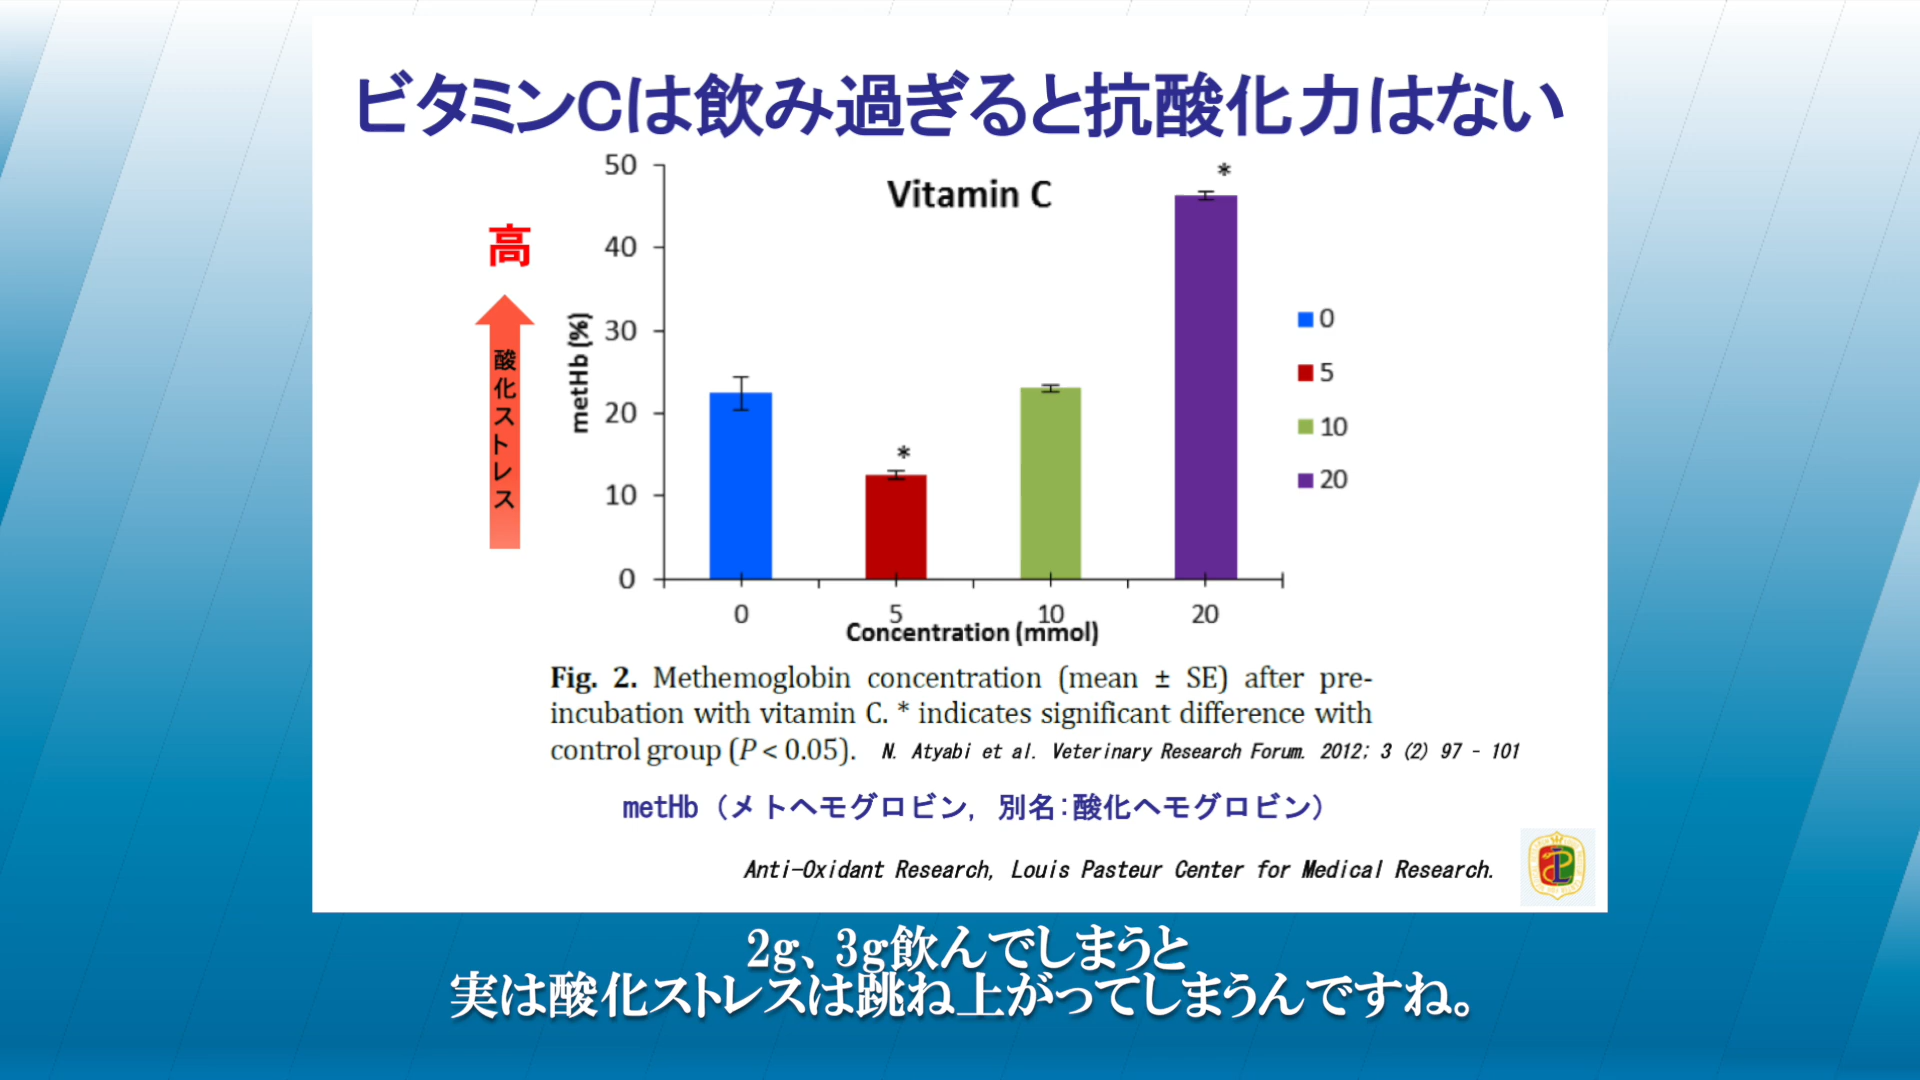 ビタミンCは飲み過ぎると抗酸化力はない
Vitamin C
高
酸化ストレス
metHb (%)
50
40
30
20
10
0
*
*
0
5
10
20
0 5 10 20
Concentration (mmol)
Fig. 2. Methemoglobin concentration (mean ± SE) after pre-
incubation with vitamin C. * indicates significant difference with
control group (P < 0.05). N. Atyabi et al. Veterinary Research Forum. 2012; 3 (2) 97 - 101
metHb (メトヘモグロビン, 別名:酸化ヘモグロビン)
Anti-Oxidant Research, Louis Pasteur Center for Medical Research.
2g、3g飲んでしまうと
実は酸化ストレスは跳ね上がってしまうんですね。